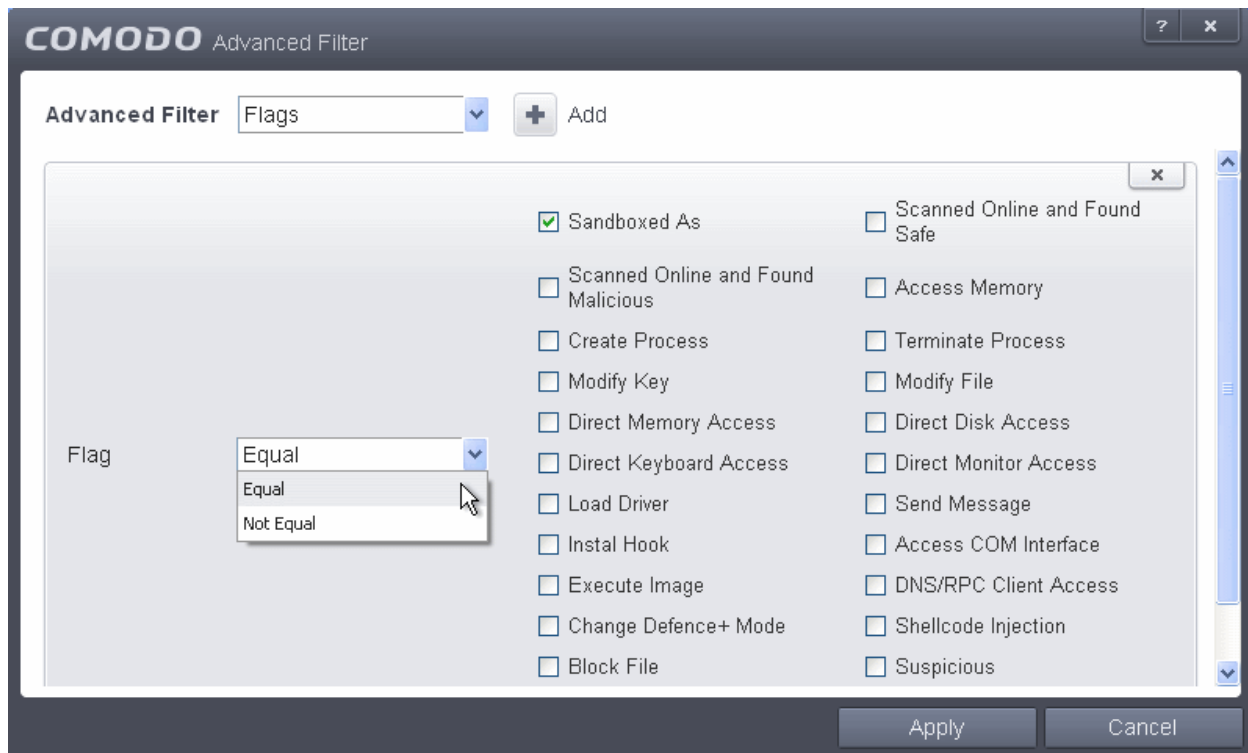 COMODO Advanced Filter
? x
Advanced Filter Flags + Add
x
Sandboxed As
Scanned Online and Found
Safe
Scanned Online and Found
Malicious
Access Memory
Create Process
Terminate Process
Modify Key
Modify File
Direct Memory Access
Direct Disk Access
Flag
Equal
Equal
Not Equal
Direct Keyboard Access
Direct Monitor Access
Load Driver
Send Message
Instal Hook
Access COM Interface
Execute Image
DNS/RPC Client Access
Change Defence+ Mode
Shellcode Injection
Block File
Suspicious
Apply
Cancel